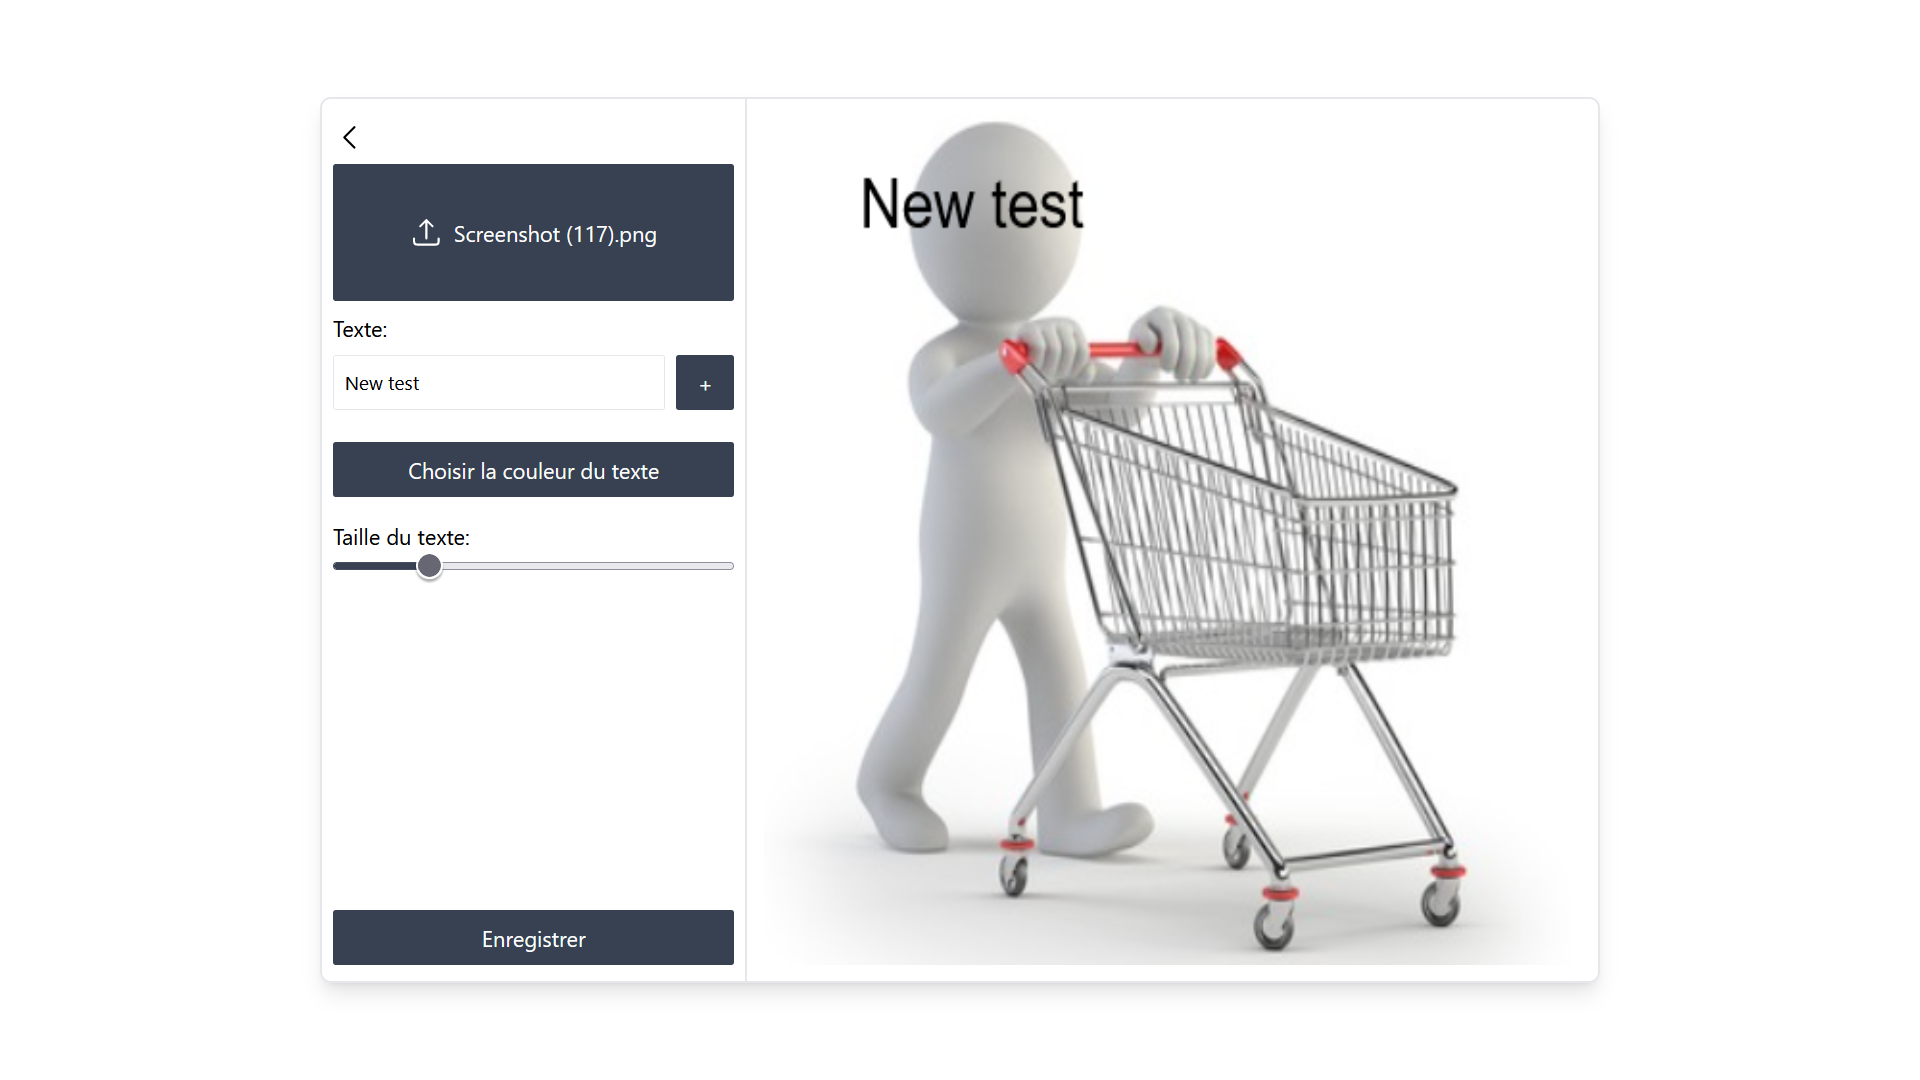 Screenshot (117).png
Texte:
New test
+
Choisir la couleur du texte
Taille du texte:
Enregistrer
New test